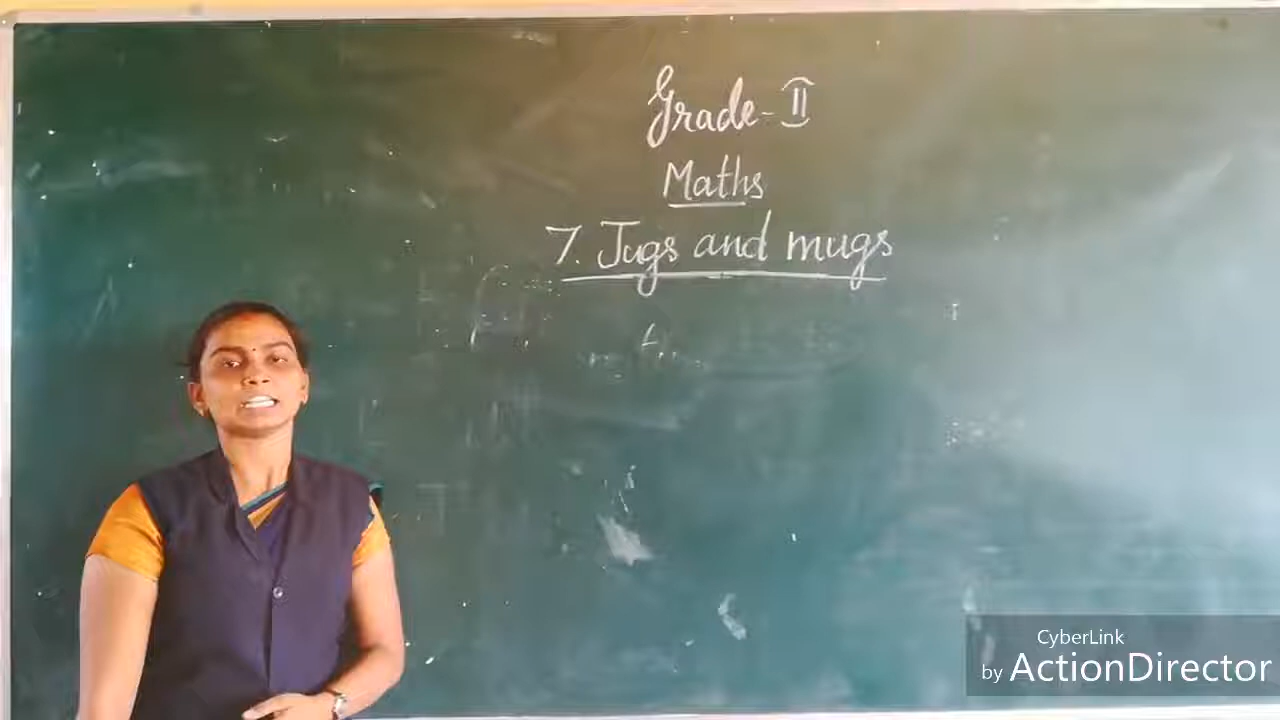 Grade - II
Maths
7. Jugs and mugs
CyberLink
by ActionDirector